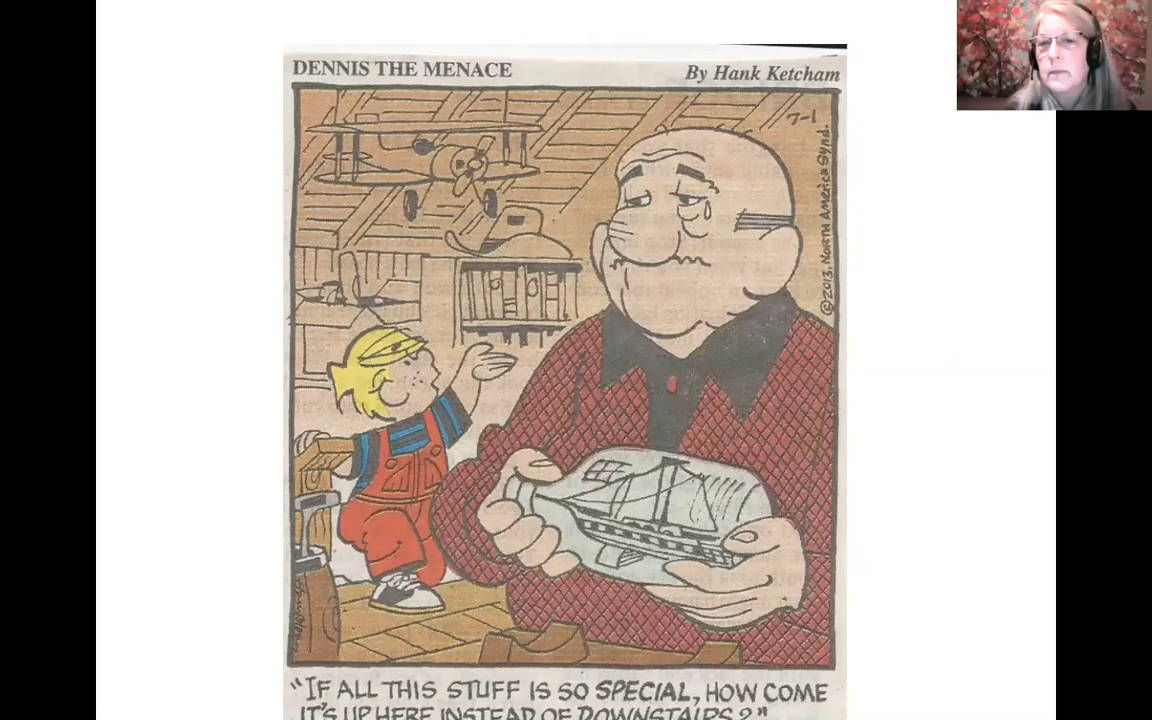 DENNIS THE MENACE
By Hank Ketcham
7-1
©2013, NORTH AMERICA SYND.
"IF ALL THIS STUFF IS SO SPECIAL, HOW COME
IT'S UP HERE INSTEAD OF DOWNSTAIRS?"